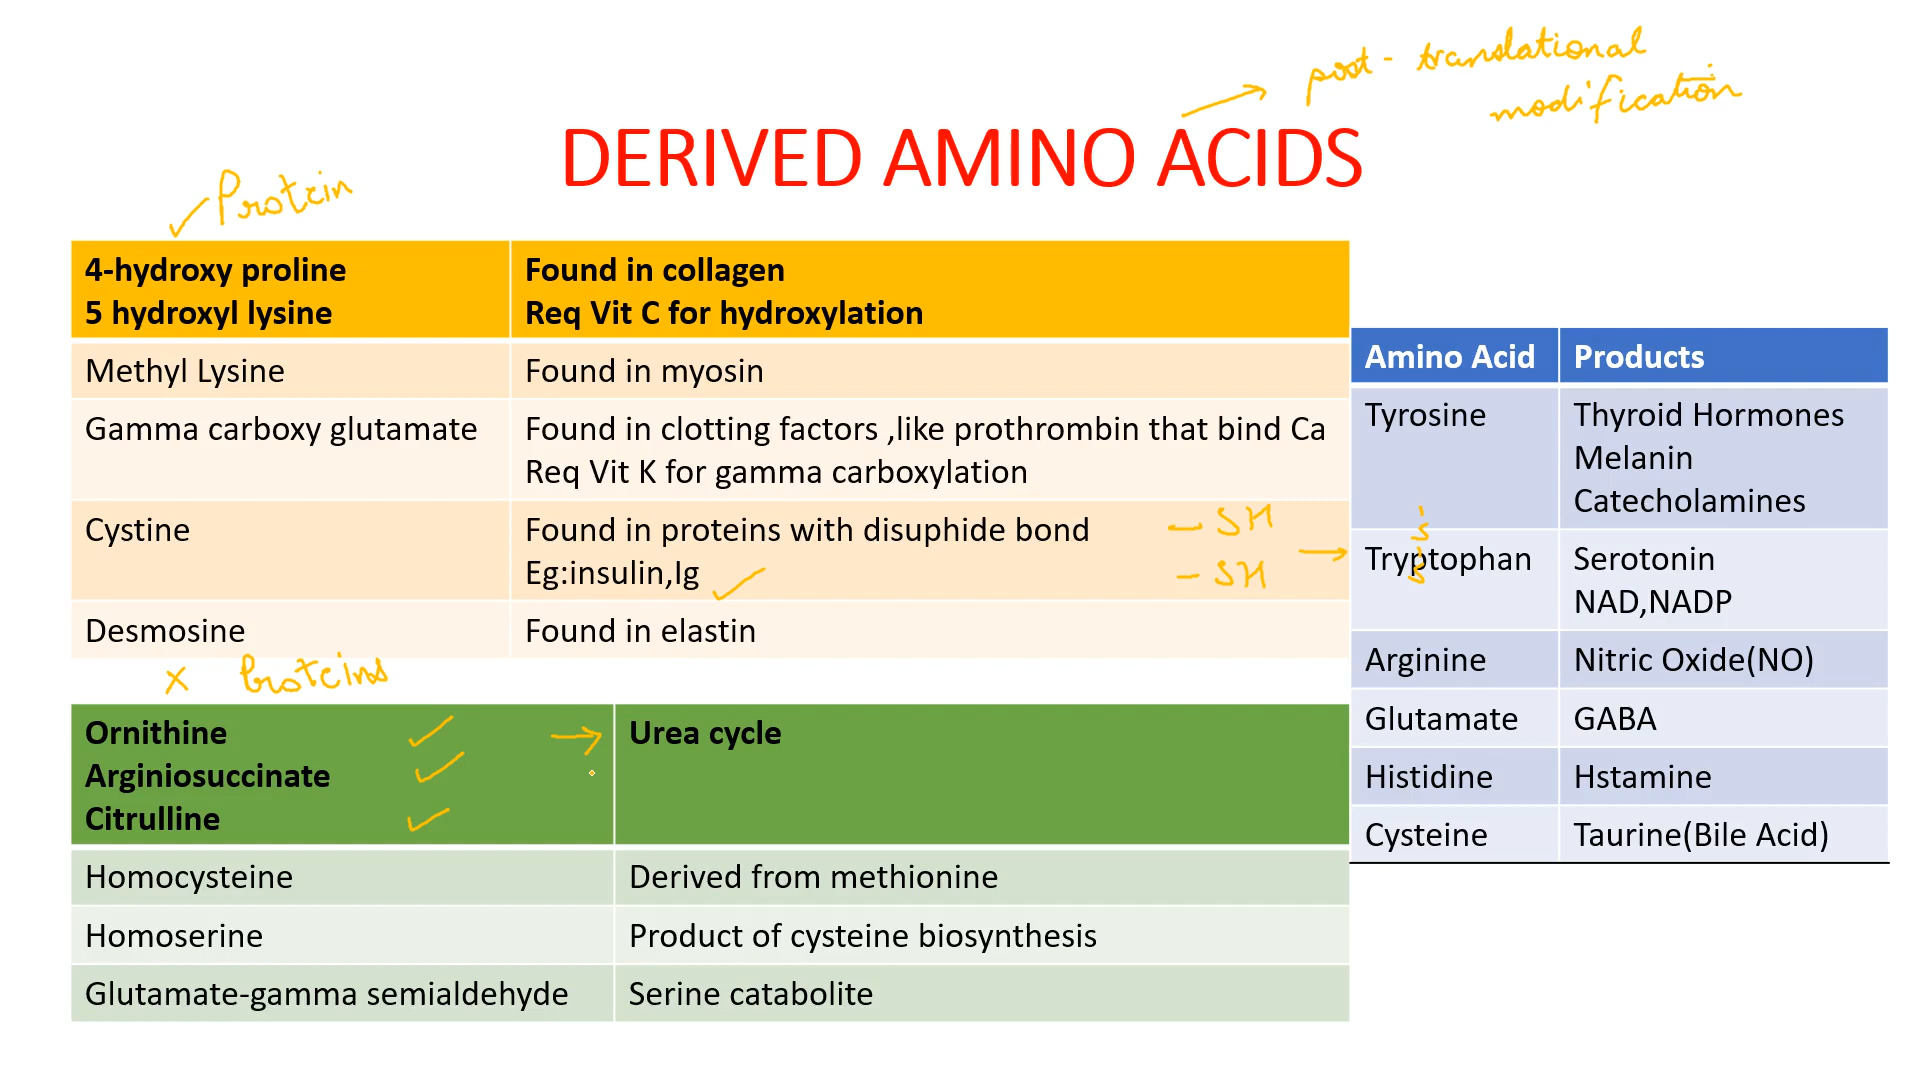 post-translational
modification
DERIVED AMINO ACIDS
Protein
4-hydroxy proline
5 hydroxyl lysine
Found in collagen
Req Vit C for hydroxylation
Methyl Lysine
Found in myosin
Gamma carboxy glutamate
Found in clotting factors ,like prothrombin that bind Ca
Req Vit K for gamma carboxylation
Cystine
Found in proteins with disuphide bond
Eg:insulin,Ig
- SH
- SH
S
S
Desmosine
Found in elastin
x Proteins
Ornithine
Arginiosuccinate
Citrulline
Urea cycle
Homocysteine
Derived from methionine
Homoserine
Product of cysteine biosynthesis
Glutamate-gamma semialdehyde
Serine catabolite
Amino Acid
Products
Tyrosine
Thyroid Hormones
Melanin
Catecholamines
Tryptophan
Serotonin
NAD,NADP
Arginine
Nitric Oxide(NO)
Glutamate
GABA
Histidine
Hstamine
Cysteine
Taurine(Bile Acid)